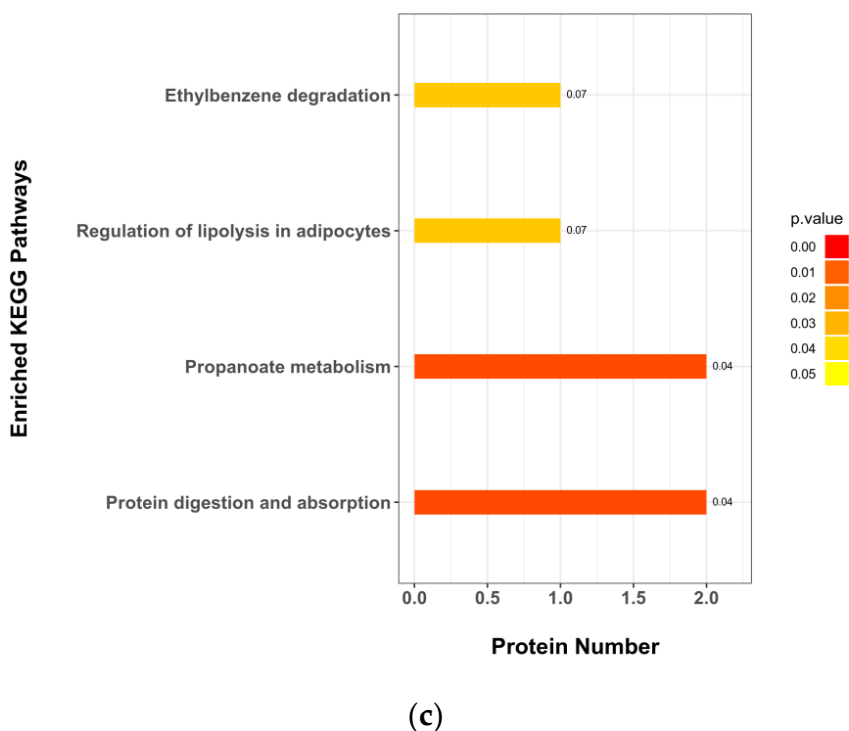 Enriched KEGG Pathways
Ethylbenzene degradation
0.07
Regulation of lipolysis in adipocytes
0.07
Propanoate metabolism
0.04
Protein digestion and absorption
0.04
0.0 0.5 1.0 1.5 2.0
Protein Number
p.value
0.00
0.01
0.02
0.03
0.04
0.05
(c)